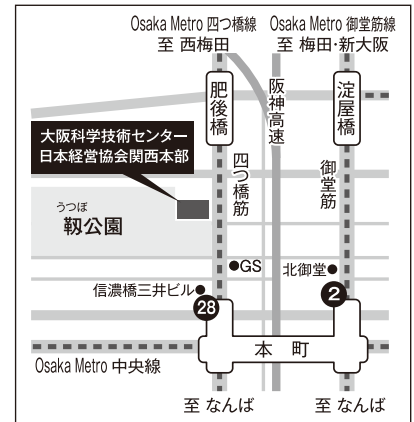 Osaka Metro 四つ橋線
至 西梅田
Osaka Metro 御堂筋線
至 梅田・新大阪
肥後橋
阪神高速
淀屋橋
大阪科学技術センター
日本経営協会関西本部
四つ橋筋
御堂筋
うつぼ
靱公園
GS
北御堂
信濃橋三井ビル
28
2
本町
Osaka Metro 中央線
至 なんば
至 なんば